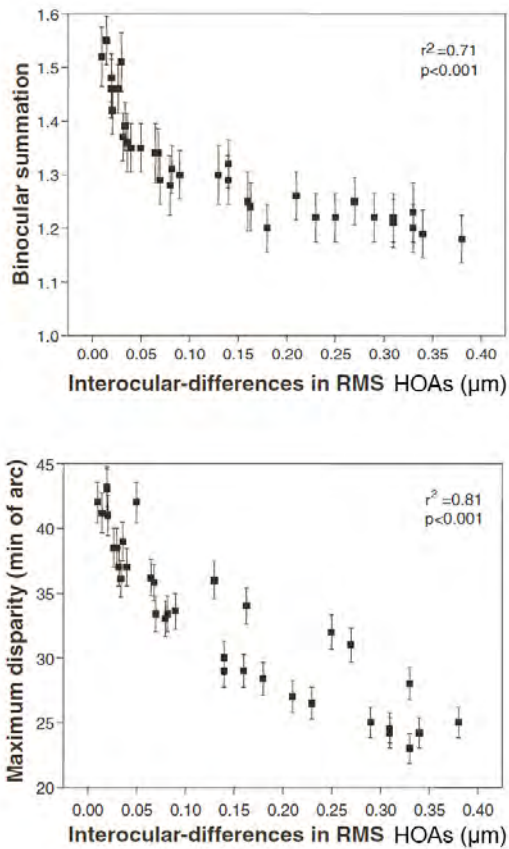 1.6
1.5
1.4
1.3
1.2
1.1
1.0
Binocular summation
r²=0.71
p<0.001
0.00 0.05 0.10 0.15 0.20 0.25 0.30 0.35 0.40
Interocular-differences in RMS HOAs (µm)
45
40
35
30
25
20
Maximum disparity (min of arc)
r²=0.81
p<0.001
0.00 0.05 0.10 0.15 0.20 0.25 0.30 0.35 0.40
Interocular-differences in RMS HOAs (µm)